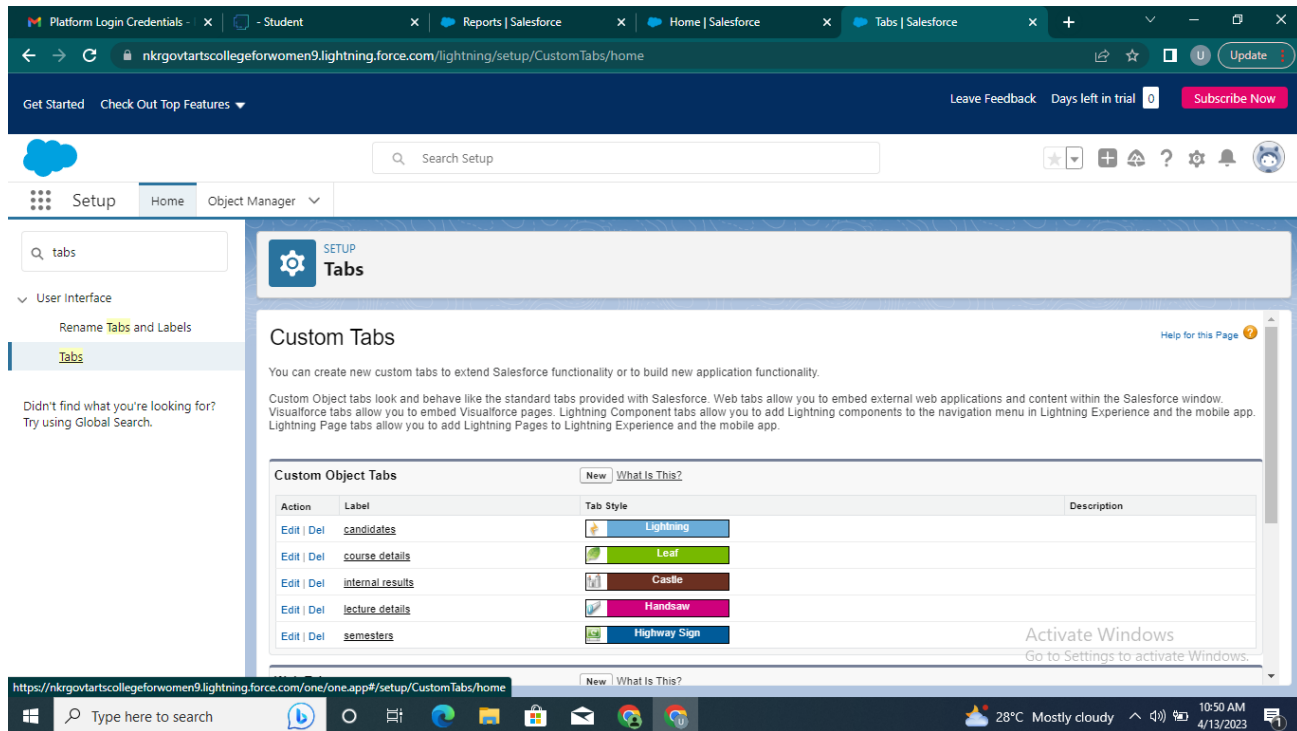 Platform Login Credentials -
- Student
Reports | Salesforce
Home | Salesforce
Tabs | Salesforce
nkrgovtartscollegeforwomen9.lightning.force.com/lightning/setup/CustomTabs/home
U
Update
Get Started
Check Out Top Features
Leave Feedback
Days left in trial 0
Subscribe Now
Search Setup
Setup
Home
Object Manager
tabs
User Interface
Rename Tabs and Labels
Tabs
Didn't find what you're looking for?
Try using Global Search.
SETUP
Tabs
Custom Tabs
Help for this Page
You can create new custom tabs to extend Salesforce functionality or to build new application functionality.
Custom Object tabs look and behave like the standard tabs provided with Salesforce. Web tabs allow you to embed external web applications and content within the Salesforce window.
Visualforce tabs allow you to embed Visualforce pages. Lightning Component tabs allow you to add Lightning components to the navigation menu in Lightning Experience and the mobile app.
Lightning Page tabs allow you to add Lightning Pages to Lightning Experience and the mobile app.
Custom Object Tabs
New
What Is This?
Action Label Tab Style Description
Edit | Del candidates Lightning
Edit | Del course details Leaf
Edit | Del internal results Castle
Edit | Del lecture details Handsaw
Edit | Del semesters Highway Sign
Activate Windows
Go to Settings to activate Windows.
New
What Is This?
https://nkrgovtartscollegeforwomen9.lightning.force.com/one/one.app#/setup/CustomTabs/home
Type here to search
28°C Mostly cloudy
10:50 AM
4/13/2023
1